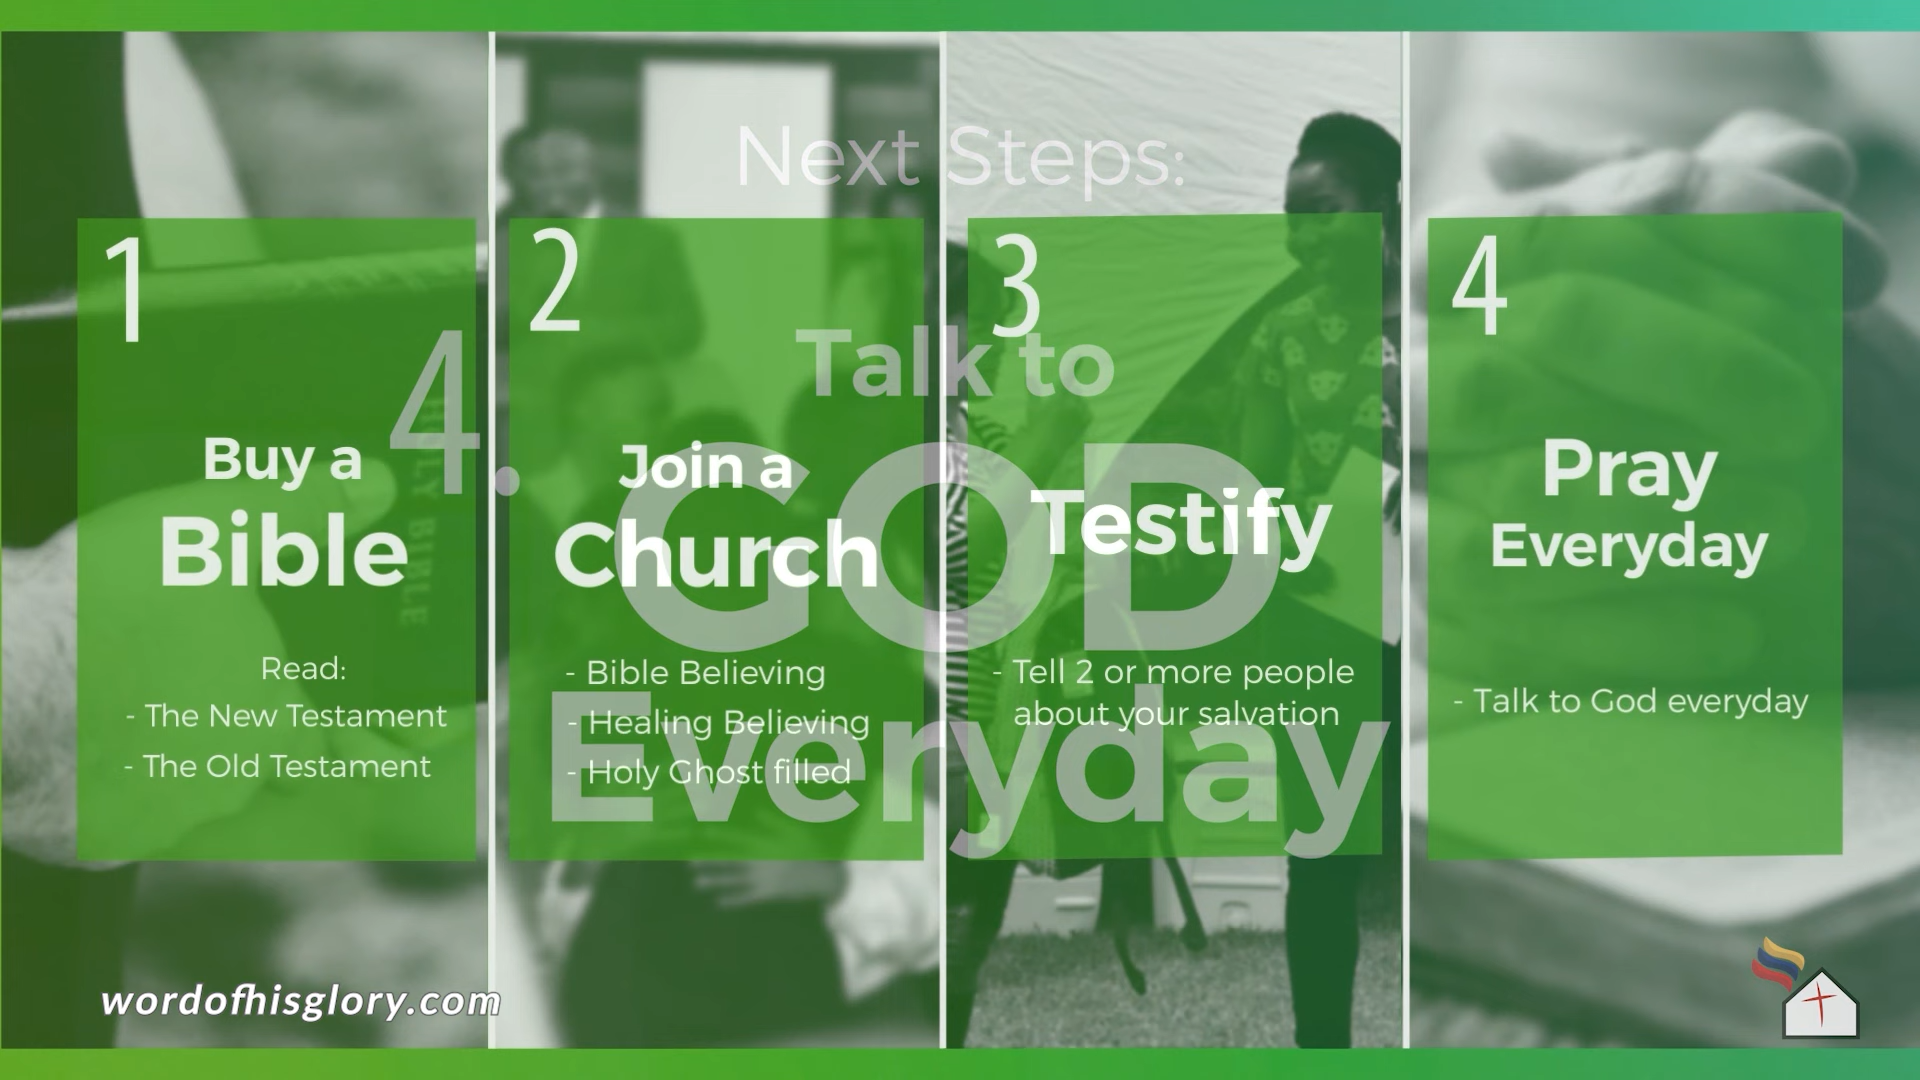 Next Steps:
4.
Talk to
GOD
Everyday
1
Buy a
Bible
Read:
- The New Testament
- The Old Testament
2
Join a
Church
- Bible Believing
- Healing Believing
- Holy Ghost filled
3
Testify
- Tell 2 or more people
about your salvation
4
Pray
Everyday
- Talk to God everyday
HOLY BIBLE
wordofhisglory.com